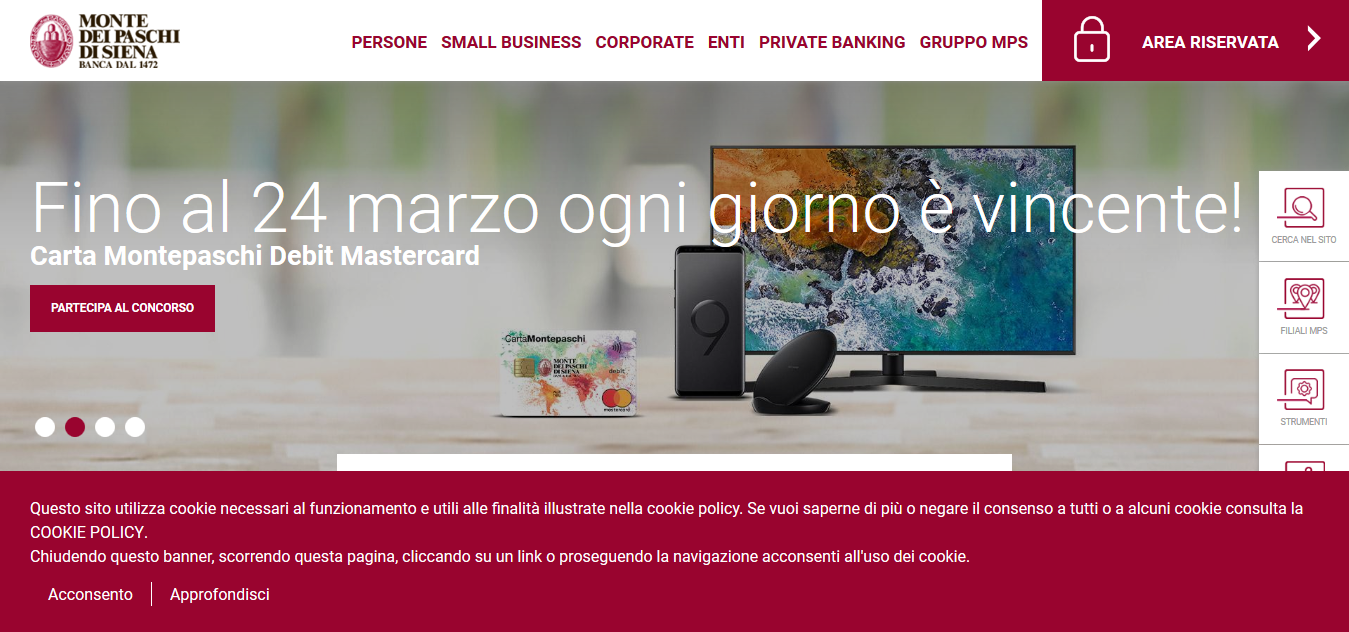 MONTE
DEI PASCHI
DI SIENA
BANCA DAL 1472
PERSONE SMALL BUSINESS CORPORATE ENTI PRIVATE BANKING GRUPPO MPS
AREA RISERVATA
Fino al 24 marzo ogni giorno è vincente!
Carta Montepaschi Debit Mastercard
PARTECIPA AL CONCORSO
CartaMontepaschi
MONTE
DEI PASCHI
DI SIENA
debit
mastercard
9
CERCA NEL SITO
FILIALI MPS
STRUMENTI
Questo sito utilizza cookie necessari al funzionamento e utili alle finalità illustrate nella cookie policy. Se vuoi saperne di più o negare il consenso a tutti o a alcuni cookie consulta la
COOKIE POLICY.
Chiudendo questo banner, scorrendo questa pagina, cliccando su un link o proseguendo la navigazione acconsenti all'uso dei cookie.
Acconsento Approfondisci